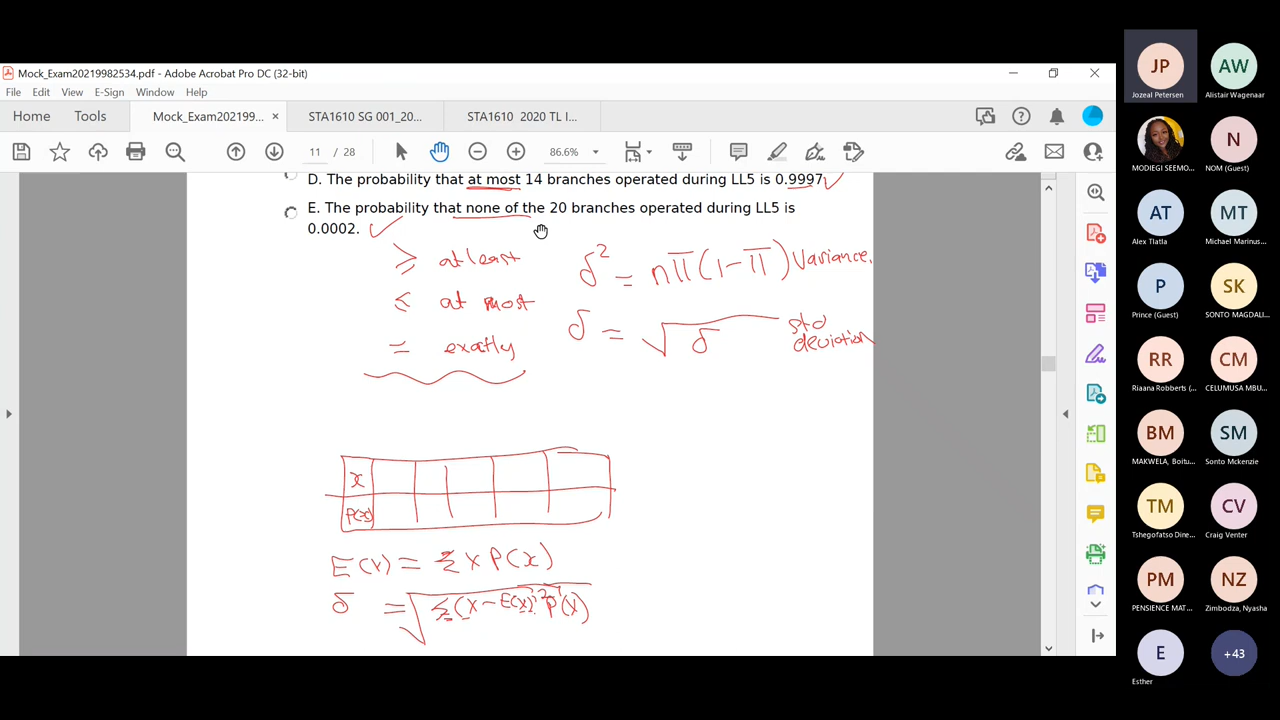 Mock_Exam20219982534.pdf - Adobe Acrobat Pro DC (32-bit)
File Edit View E-Sign Window Help
Home Tools Mock_Exam202199... × STA1610 SG 001_20... STA1610 2020 TL I...
11 / 28 86.6%
D. The probability that at most 14 branches operated during LL5 is 0.9997 ✓
E. The probability that none of the 20 branches operated during LL5 is
0.0002. ✓
≥ at least
≤ at most
= exactly
δ² = nπ(1-π) Variance.
δ = √δ std
deviation
x
P(x)
E(x) = Σ x P(x)
δ = √Σ(x - E(x))² P(x)
JP
Jozeal Petersen
AW
Alistair Wagenaar
MODIEGI SEEMO...
N
NOM (Guest)
AT
Alex Tlatla
MT
Michael Marinus...
P
Prince (Guest)
SK
SONTO MAGDALI...
RR
Riaana Robberts (...
CM
CELUMUSA MBU...
BM
MAKWELA, Boitu...
SM
Sonto Mckenzie
TM
Tshegofatso Dine...
CV
Craig Venter
PM
PENSIENCE MAT...
NZ
Zimbodza, Nyasha
E
Esther
+43